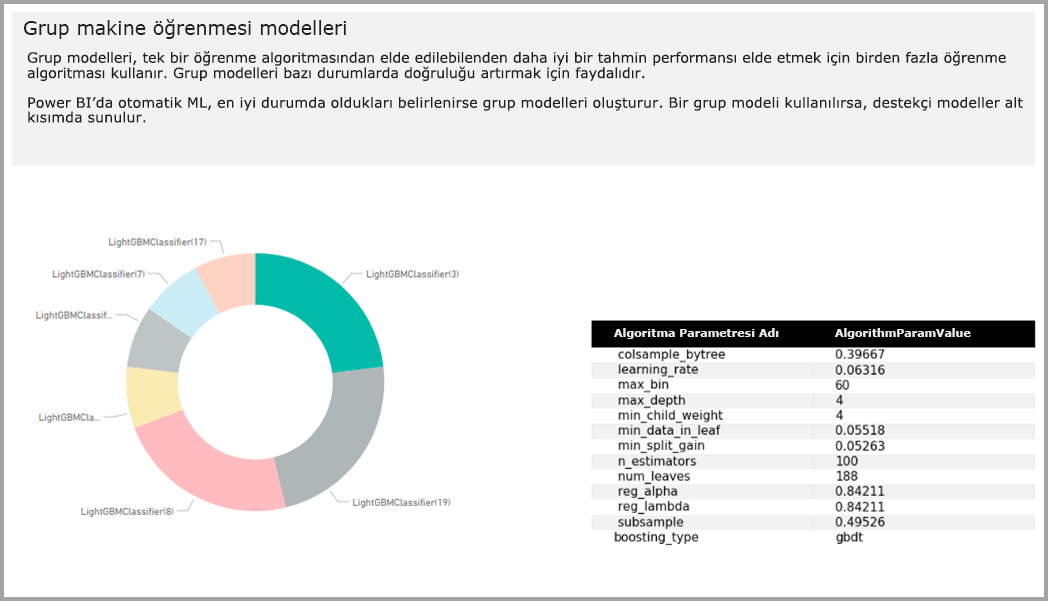 Grup makine öğrenmesi modelleri
Grup modelleri, tek bir öğrenme algoritmasından elde edilebilenden daha iyi bir tahmin performansı elde etmek için birden fazla öğrenme
algoritması kullanır. Grup modelleri bazı durumlarda doğruluğu artırmak için faydalıdır.
Power BI’da otomatik ML, en iyi durumda oldukları belirlenirse grup modelleri oluşturur. Bir grup modeli kullanılırsa, destekçi modeller alt
kısımda sunulur.
LightGBMClassifier(17)
LightGBMClassifier(7)
LightGBMClassifier(3)
LightGBMClassif...
LightGBMCla...
LightGBMClassifier(19)
LightGBMClassifier(8)
Algoritma Parametresi Adı AlgorithmParamValue
colsample_bytree 0.39667
learning_rate 0.06316
max_bin 60
max_depth 4
min_child_weight 4
min_data_in_leaf 0.05518
min_split_gain 0.05263
n_estimators 100
num_leaves 188
reg_alpha 0.84211
reg_lambda 0.84211
subsample 0.49526
boosting_type gbdt